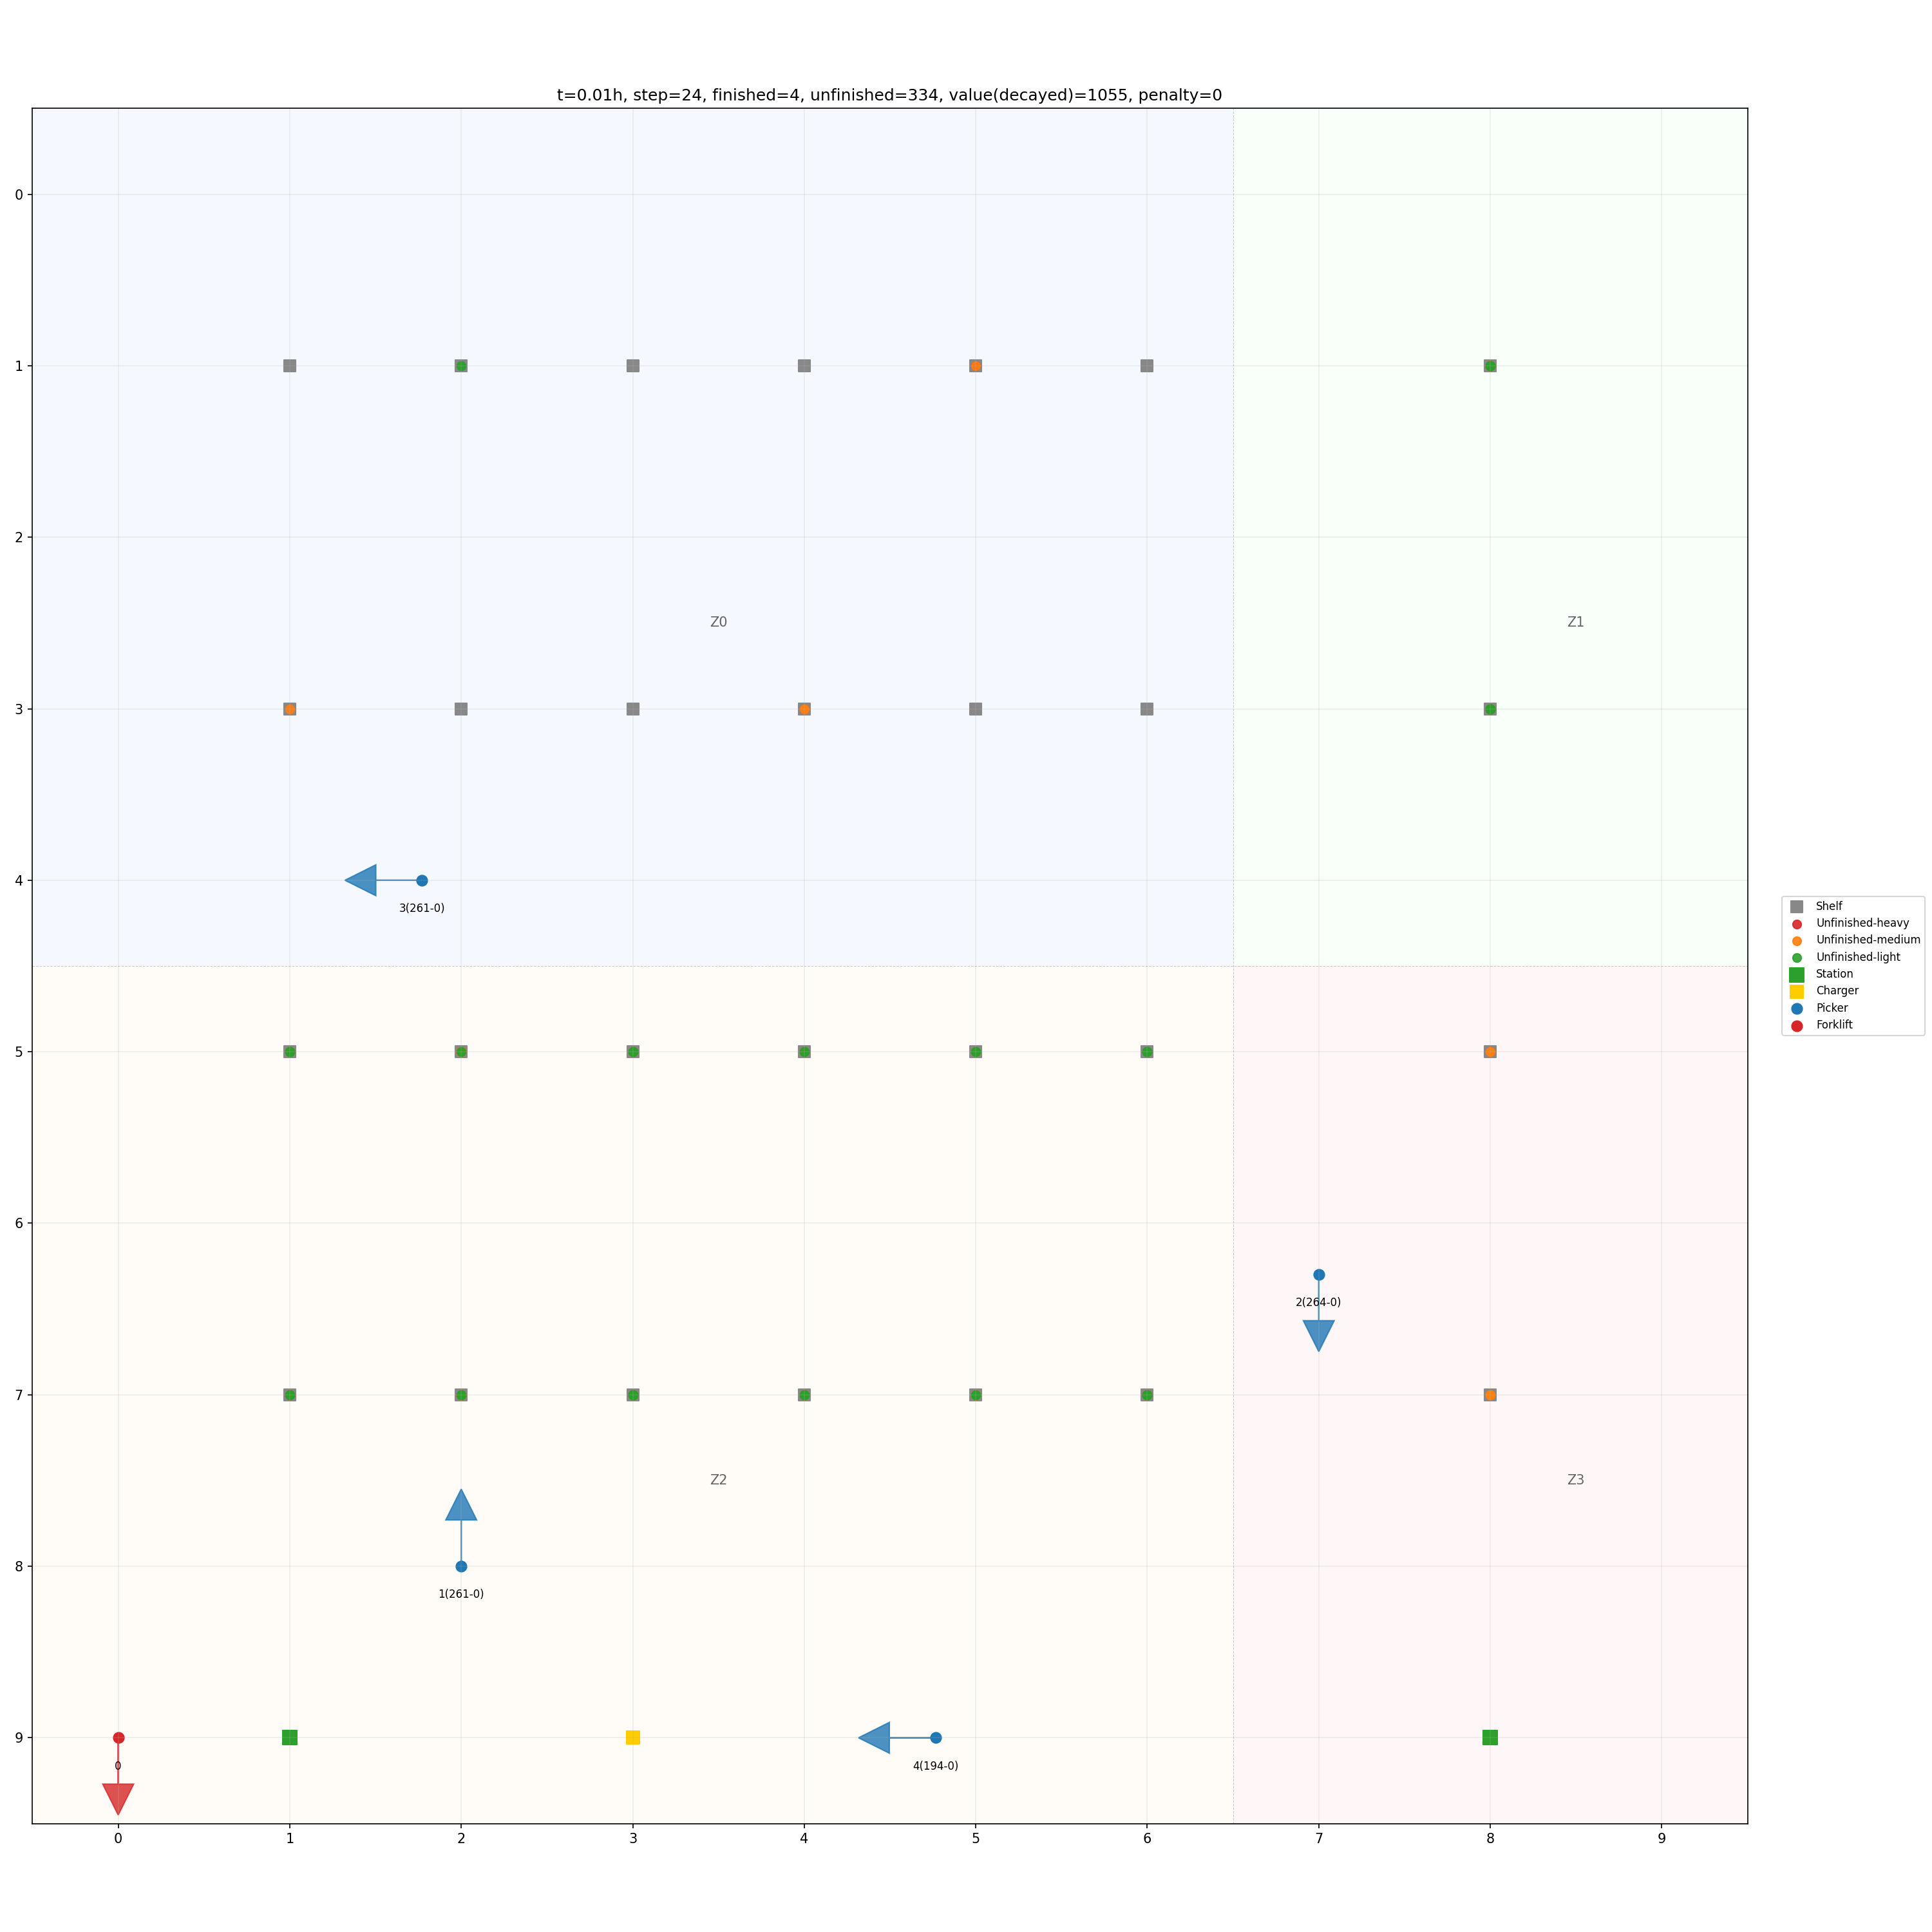 t=0.01h, step=24, finished=4, unfinished=334, value(decayed)=1055, penalty=0
0
1
2
Z0
Z1
3
4
3(261-0)
Shelf
Unfinished-heavy
Unfinished-medium
Unfinished-light
Station
Charger
Picker
Forklift
5
6
2(264-0)
7
Z2
Z3
8
1(261-0)
9
0
4(194-0)
0 1 2 3 4 5 6 7 8 9